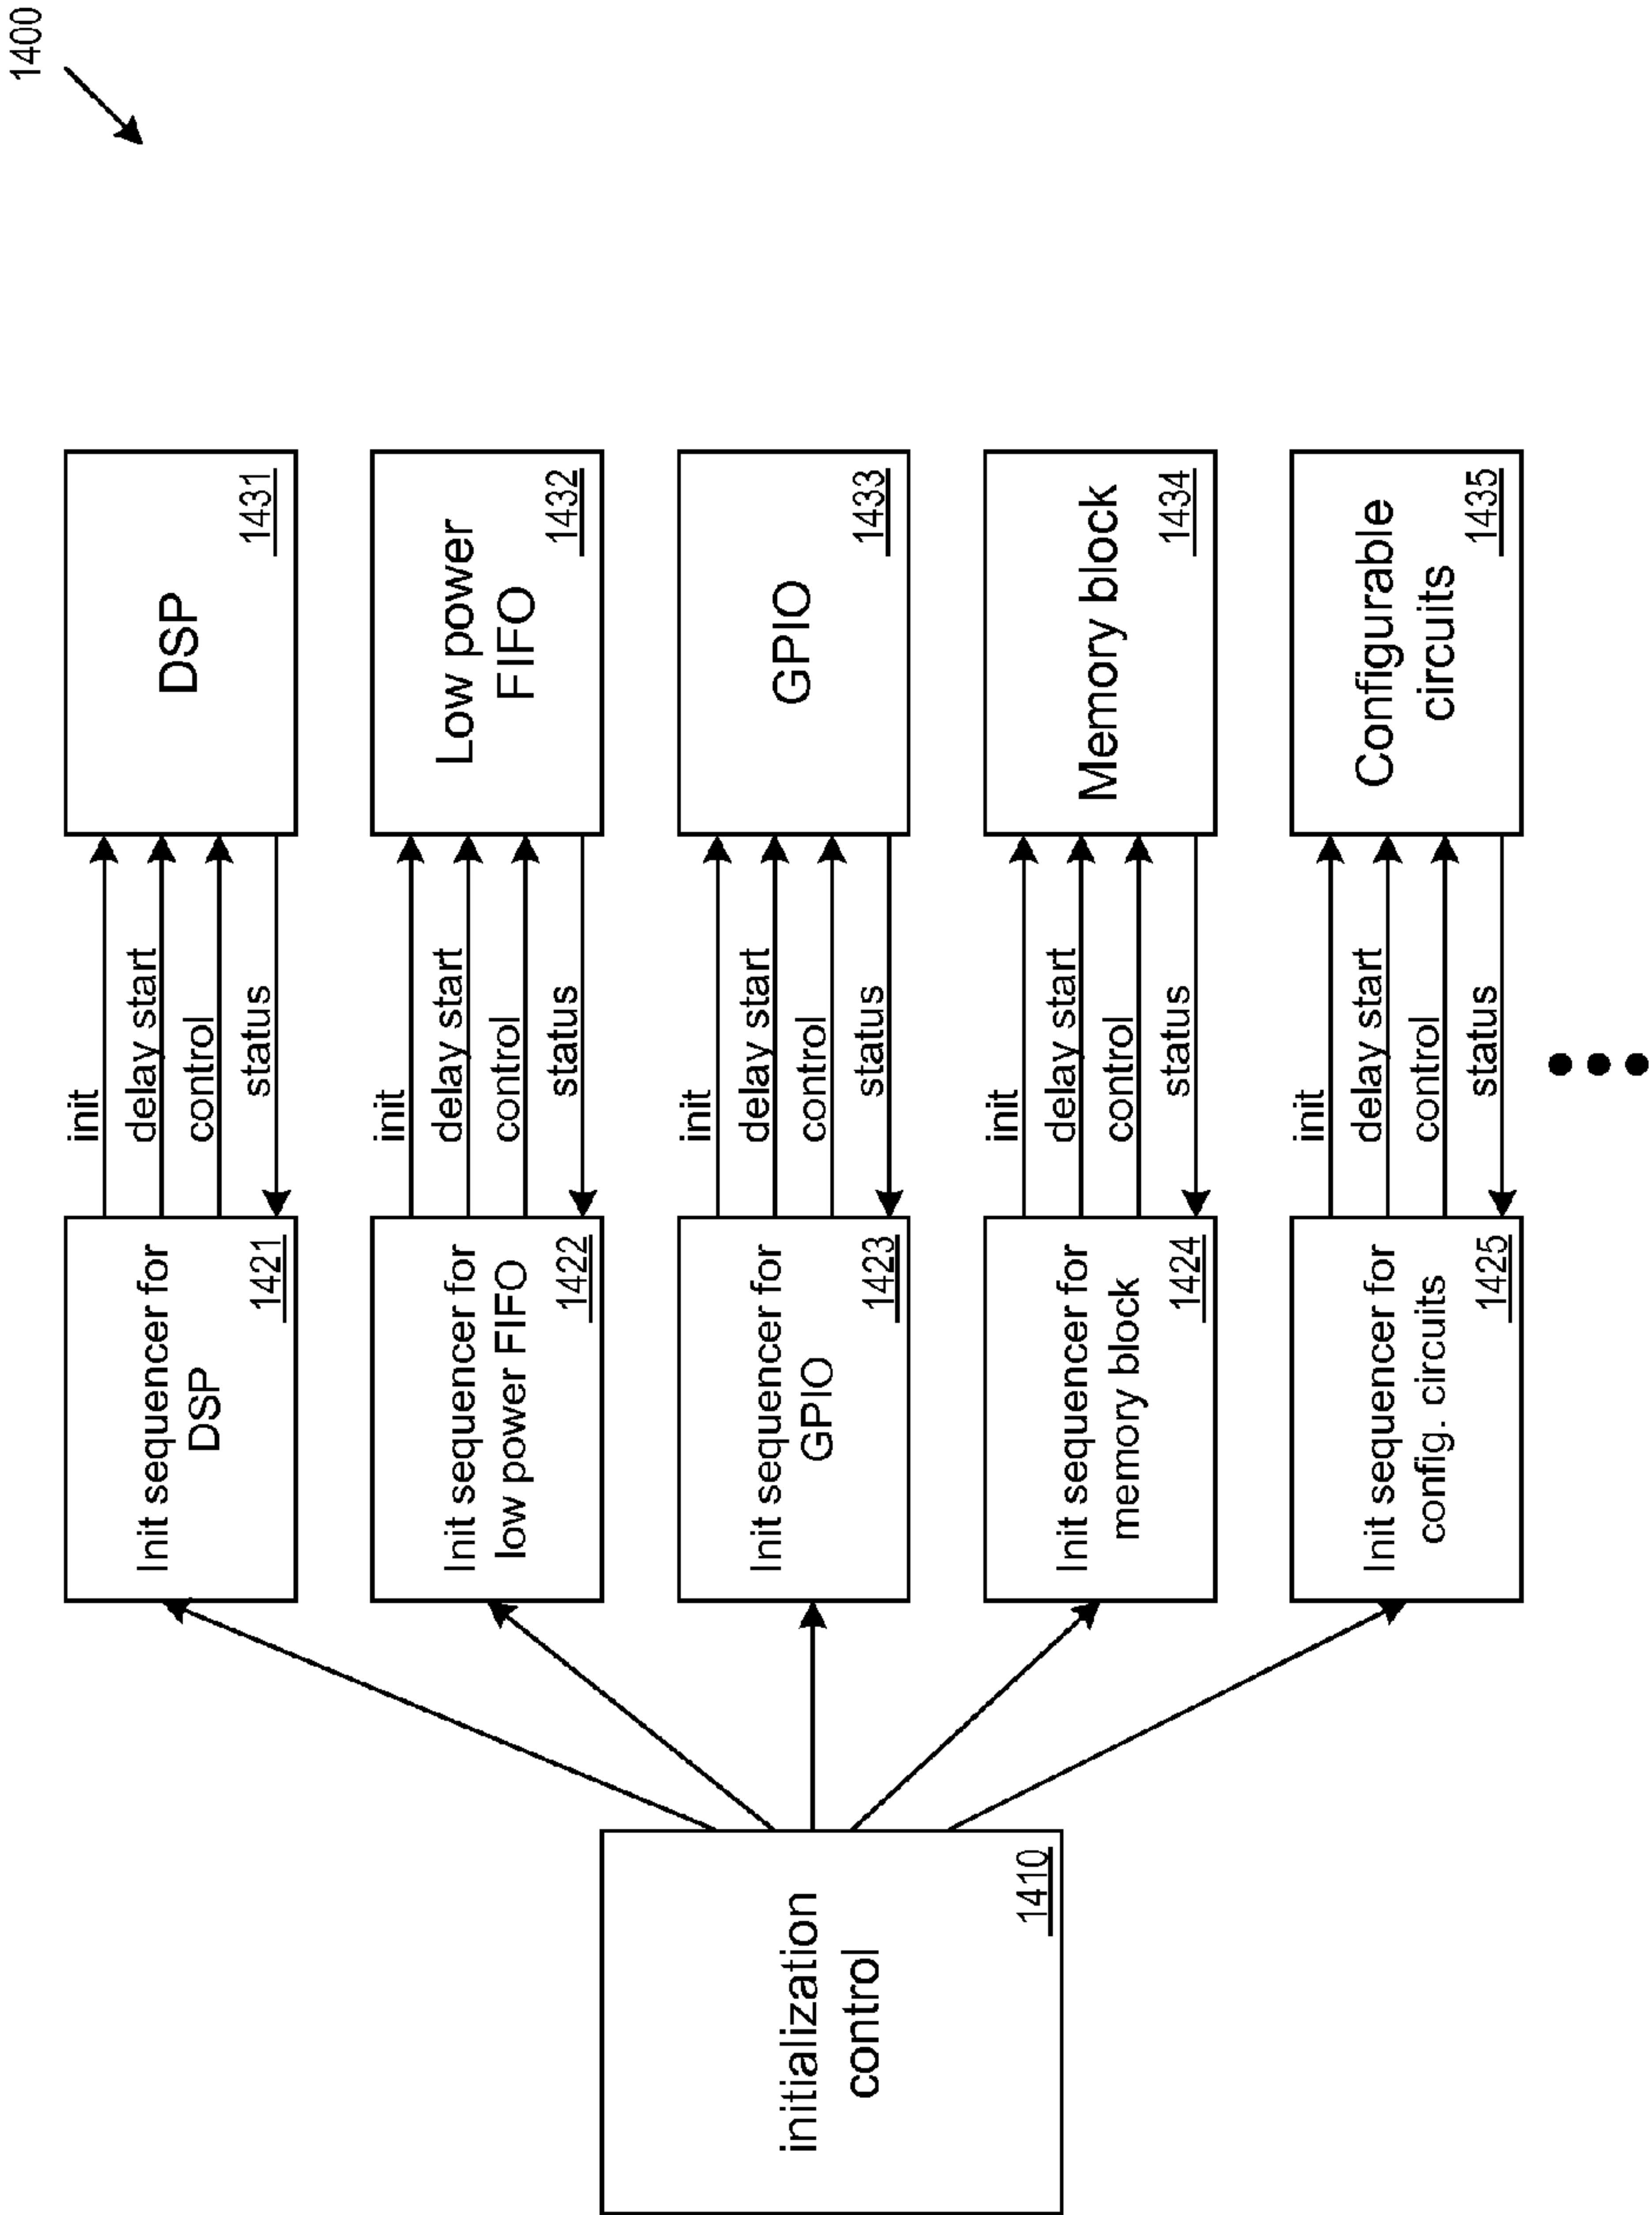 1400
initialization
control
1410
Init sequencer for
DSP
1421
init
delay start
control
status
DSP
1431
Init sequencer for
low power FIFO
1422
init
delay start
control
status
Low power
FIFO
1432
Init sequencer for
GPIO
1423
init
delay start
control
status
GPIO
1433
Init sequencer for
memory block
1424
init
delay start
control
status
Memory block
1434
Init sequencer for
config. circuits
1425
init
delay start
control
status
Configurable
circuits
1435